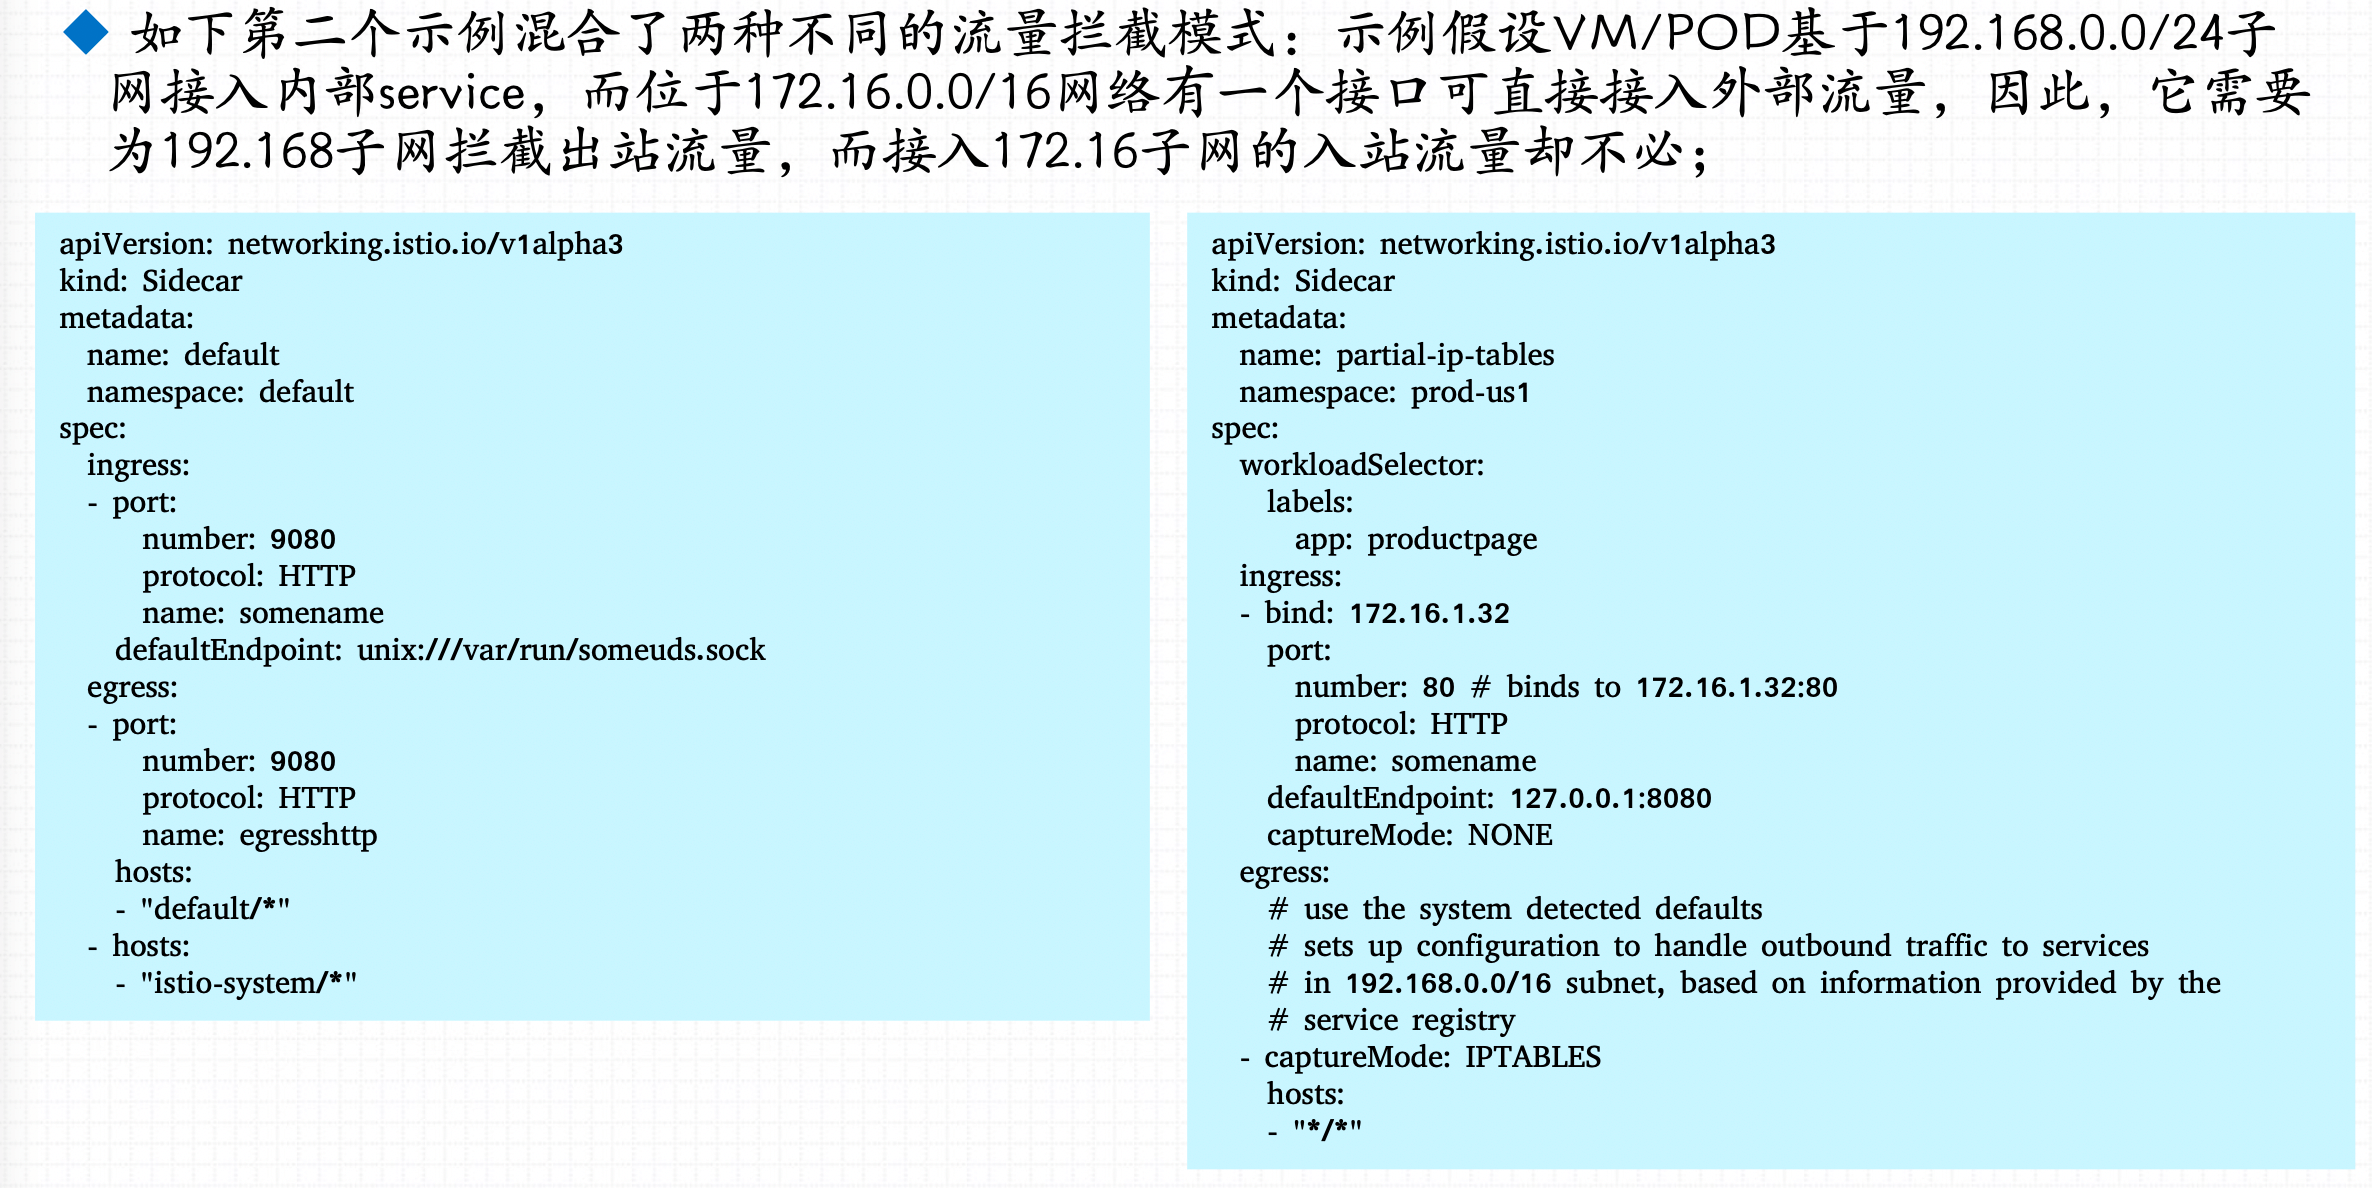 如下第二个示例混合了两种不同的流量拦截模式：示例假设VM/POD基于192.168.0.0/24子
网接入内部service，而位于172.16.0.0/16网络有一个接口可直接接入外部流量，因此，它需要
为192.168子网拦截出站流量，而接入172.16子网的入站流量却不必；
apiVersion: networking.istio.io/v1alpha3
kind: Sidecar
metadata:
  name: default
  namespace: default
spec:
  ingress:
  - port:
      number: 9080
      protocol: HTTP
      name: somename
    defaultEndpoint: unix:///var/run/someuds.sock
  egress:
  - port:
      number: 9080
      protocol: HTTP
      name: egresshttp
    hosts:
    - "default/*"
  - hosts:
    - "istio-system/*"
apiVersion: networking.istio.io/v1alpha3
kind: Sidecar
metadata:
  name: partial-ip-tables
  namespace: prod-us1
spec:
  workloadSelector:
    labels:
      app: productpage
  ingress:
  - bind: 172.16.1.32
    port:
      number: 80 # binds to 172.16.1.32:80
      protocol: HTTP
      name: somename
    defaultEndpoint: 127.0.0.1:8080
    captureMode: NONE
  egress:
    # use the system detected defaults
    # sets up configuration to handle outbound traffic to services
    # in 192.168.0.0/16 subnet, based on information provided by the
    # service registry
  - captureMode: IPTABLES
    hosts:
    - "*/*"